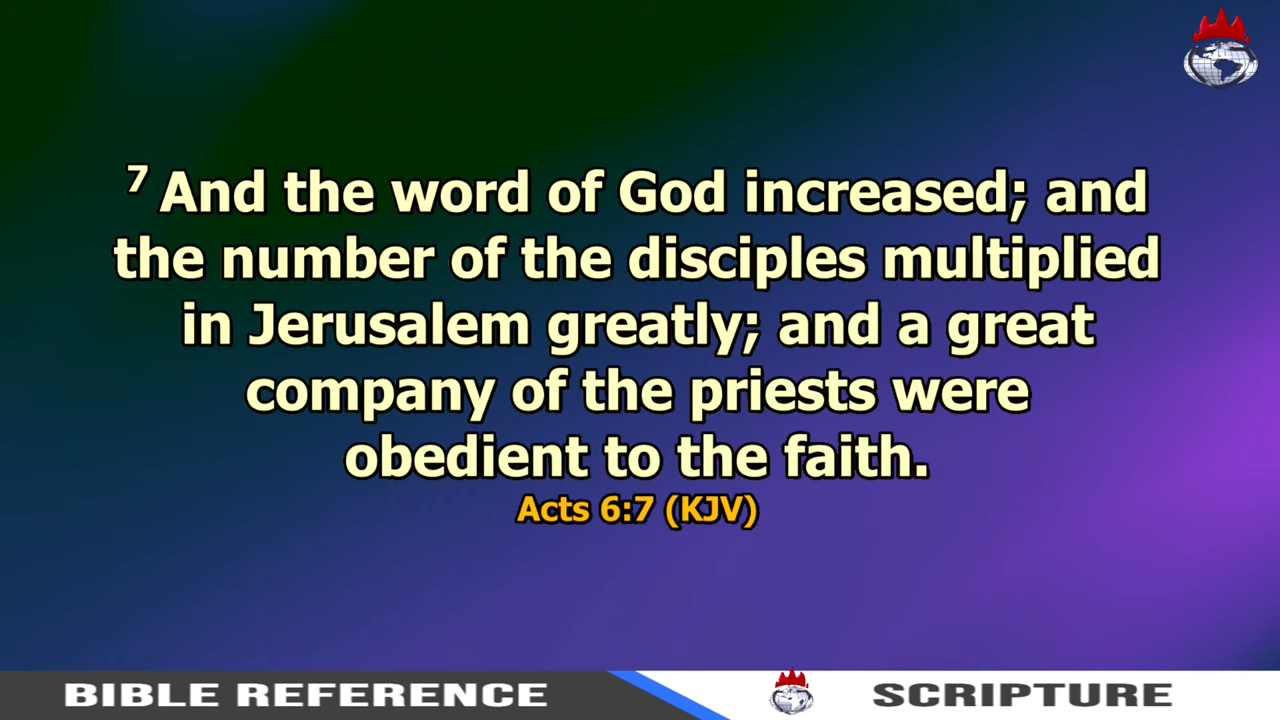 7 And the word of God increased; and
the number of the disciples multiplied
in Jerusalem greatly; and a great
company of the priests were
obedient to the faith.
Acts 6:7 (KJV)
BIBLE REFERENCE
SCRIPTURE